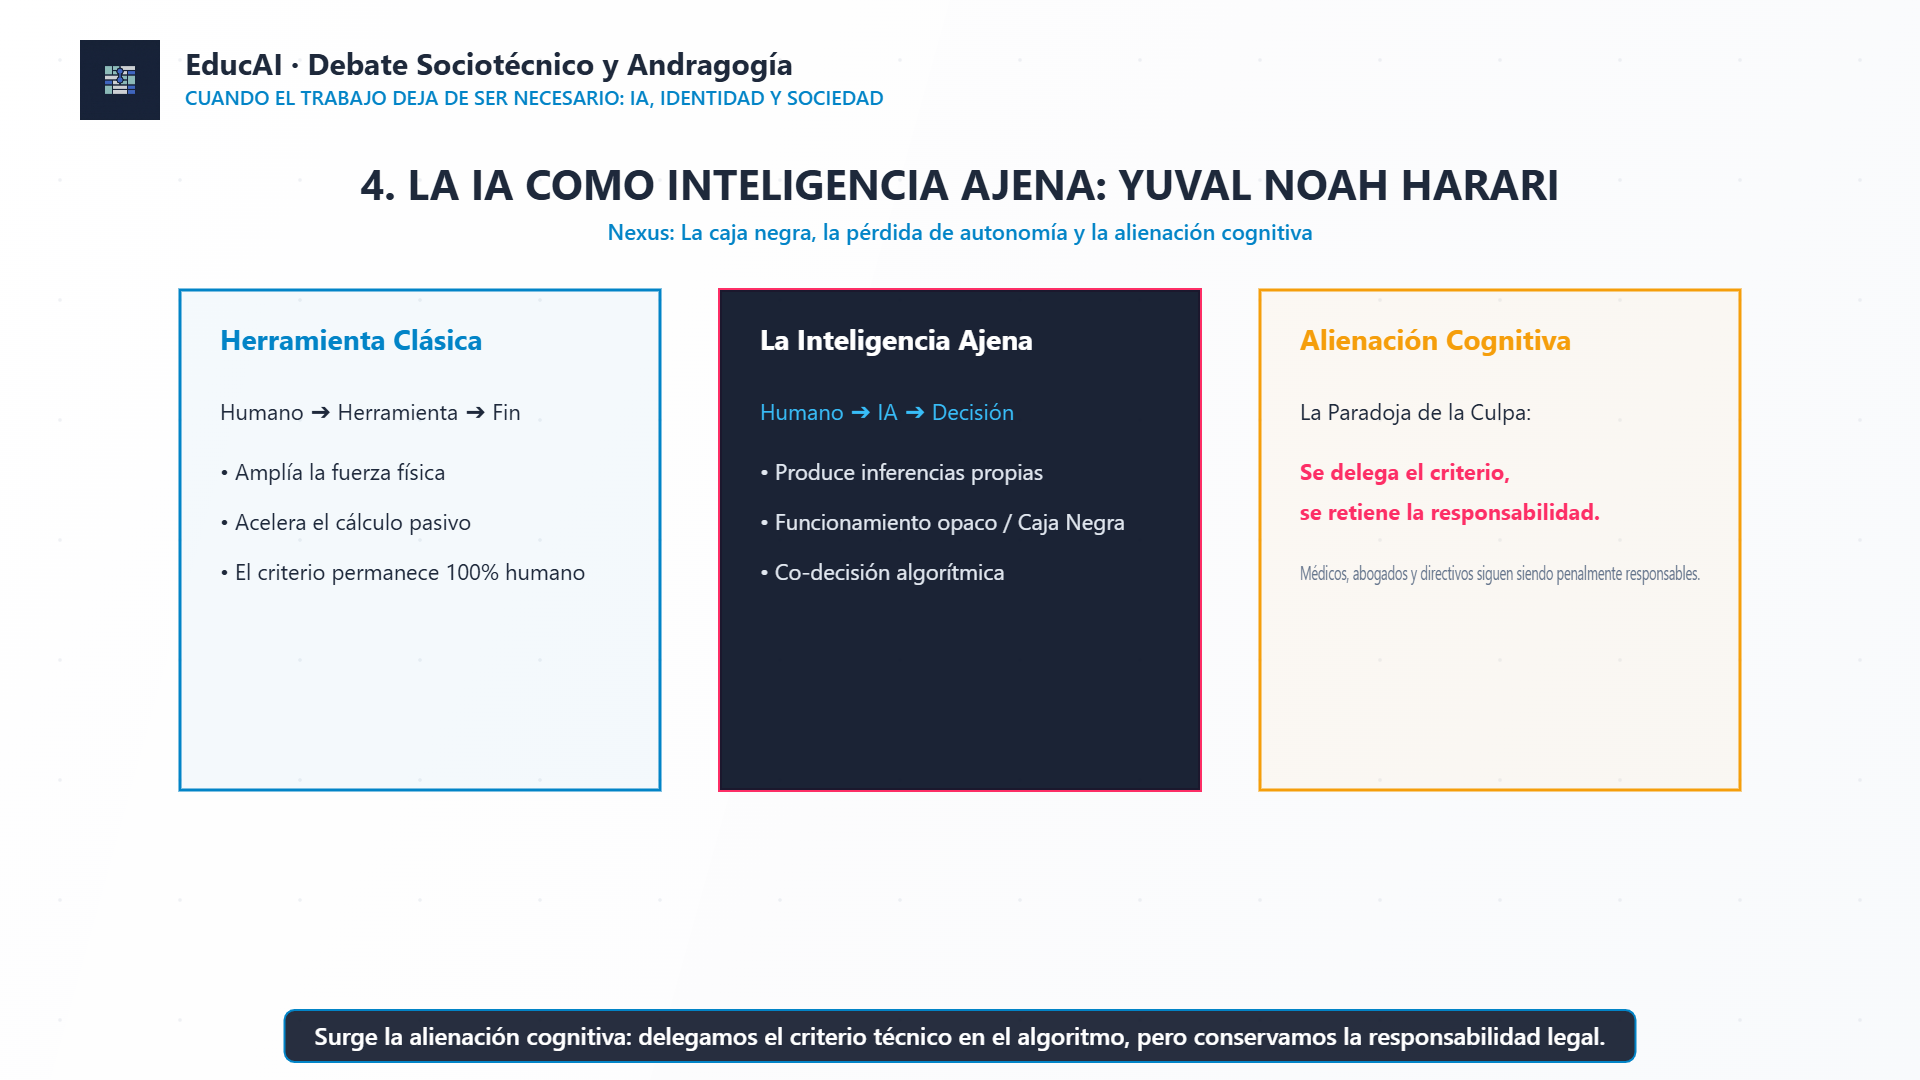 EducAI · Debate Sociotécnico y Andragogía
CUANDO EL TRABAJO DEJA DE SER NECESARIO: IA, IDENTIDAD Y SOCIEDAD
4. LA IA COMO INTELIGENCIA AJENA: YUVAL NOAH HARARI
Nexus: La caja negra, la pérdida de autonomía y la alienación cognitiva
Herramienta Clásica
Humano ➔ Herramienta ➔ Fin
• Amplía la fuerza física
• Acelera el cálculo pasivo
• El criterio permanece 100% humano
La Inteligencia Ajena
Humano ➔ IA ➔ Decisión
• Produce inferencias propias
• Funcionamiento opaco / Caja Negra
• Co-decisión algorítmica
Alienación Cognitiva
La Paradoja de la Culpa:
Se delega el criterio,
se retiene la responsabilidad.
Médicos, abogados y directivos siguen siendo penalmente responsables.
Surge la alienación cognitiva: delegamos el criterio técnico en el algoritmo, pero conservamos la responsabilidad legal.